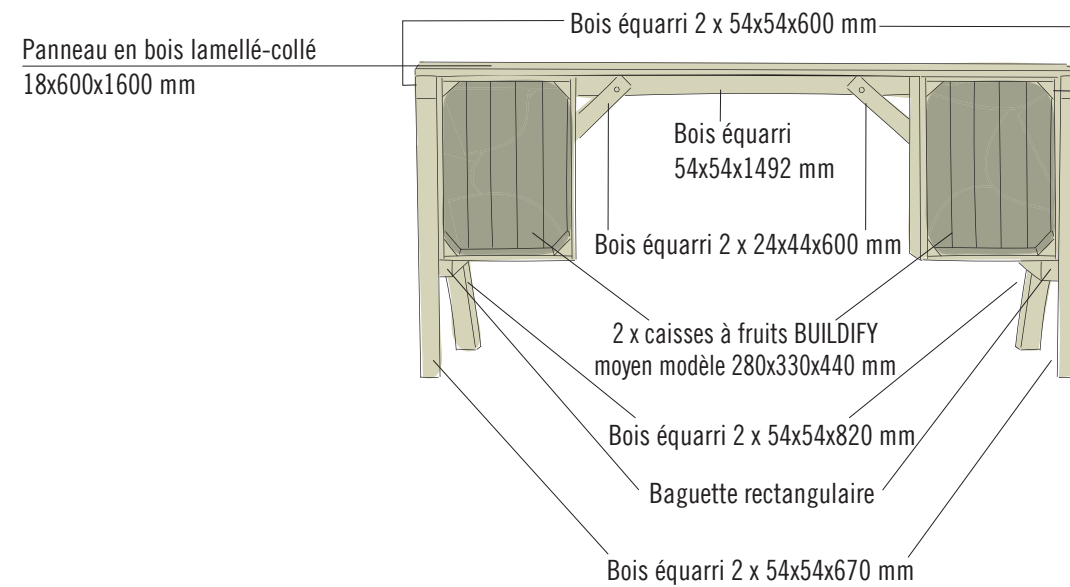 Bois équarri 2 x 54x54x600 mm
Panneau en bois lamellé-collé
18x600x1600 mm
Bois équarri
54x54x1492 mm
Bois équarri 2 x 24x44x600 mm
2 x caisses à fruits BUILDIFY
moyen modèle 280x330x440 mm
Bois équarri 2 x 54x54x820 mm
Baguette rectangulaire
Bois équarri 2 x 54x54x670 mm